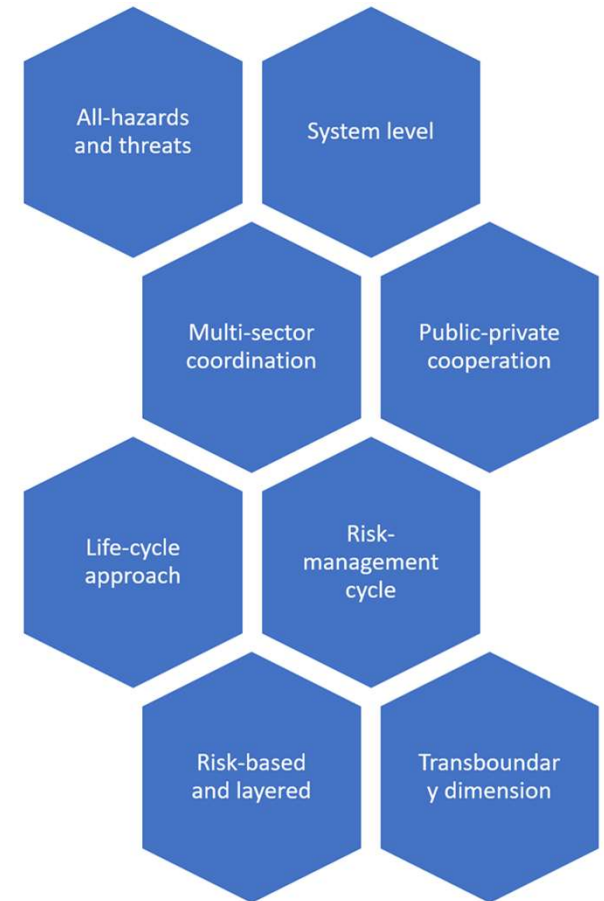 All-hazards
and threats
System level
Multi-sector
coordination
Public-private
cooperation
Life-cycle
approach
Risk-
management
cycle
Risk-based
and layered
Transboundar
y dimension